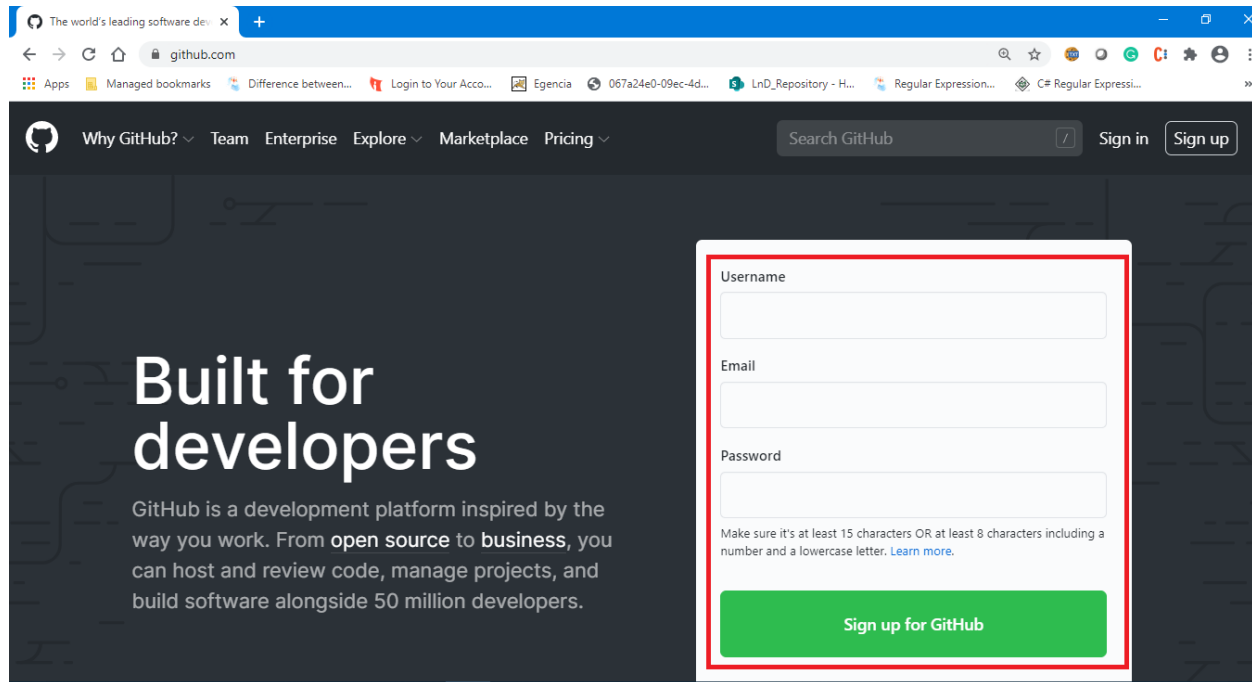 The world's leading software dev
github.com
Apps Managed bookmarks Difference between... Login to Your Acco... Egencia 067a24e0-09ec-4d... LnD_Repository - H... Regular Expression... C# Regular Expressi...
Why GitHub? Team Enterprise Explore Marketplace Pricing Search GitHub / Sign in Sign up
Username
Email
Password
Make sure it's at least 15 characters OR at least 8 characters including a
number and a lowercase letter. Learn more.
Sign up for GitHub
Built for
developers
GitHub is a development platform inspired by the
way you work. From open source to business, you
can host and review code, manage projects, and
build software alongside 50 million developers.